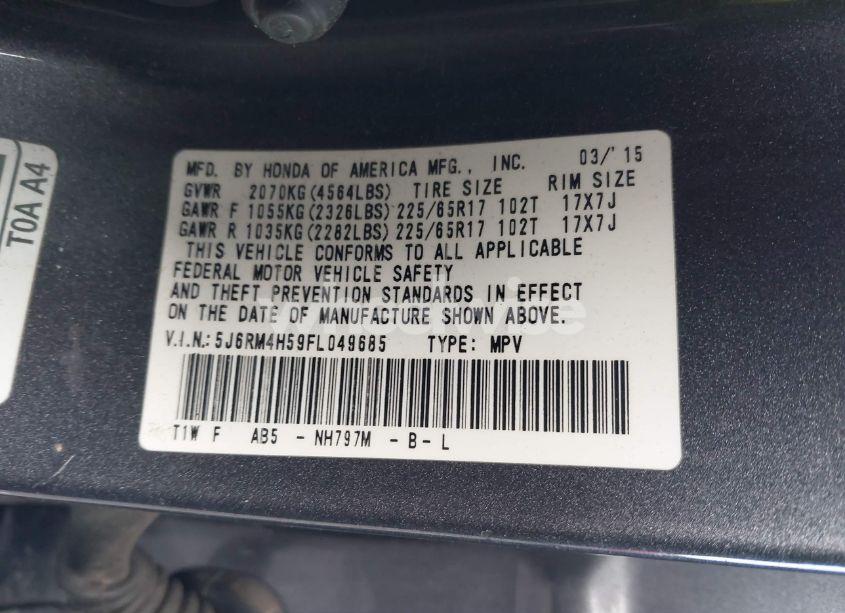 MFD. BY HONDA OF AMERICA MFG., INC. 03/'15
GVWR 2070KG(4564LBS) TIRE SIZE RIM SIZE
GAWR F 1055KG(2326LBS) 225/65R17 102T 17X7J
GAWR R 1035KG(2282LBS) 225/65R17 102T 17X7J
THIS VEHICLE CONFORMS TO ALL APPLICABLE
FEDERAL MOTOR VEHICLE SAFETY
AND THEFT PREVENTION STANDARDS IN EFFECT
ON THE DATE OF MANUFACTURE SHOWN ABOVE.
V.I.N.: 5J6RM4H59FL049685 TYPE: MPV
T1W F AB5 - NH797M - B - L
T0A A4